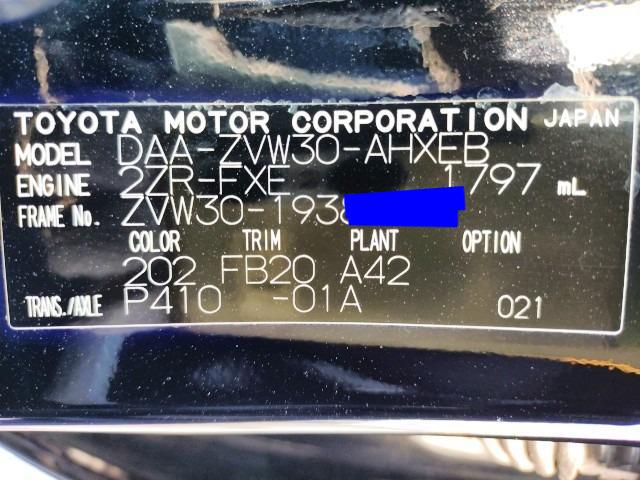 TOYOTA MOTOR CORPORATION JAPAN
MODEL DAA-ZVW30-AHXEB
ENGINE 2ZR-FXE 1797 mL
FRAME No. ZVW30-193
COLOR TRIM PLANT OPTION
202 FB20 A42
TRANS./AXLE P410 -01A 021